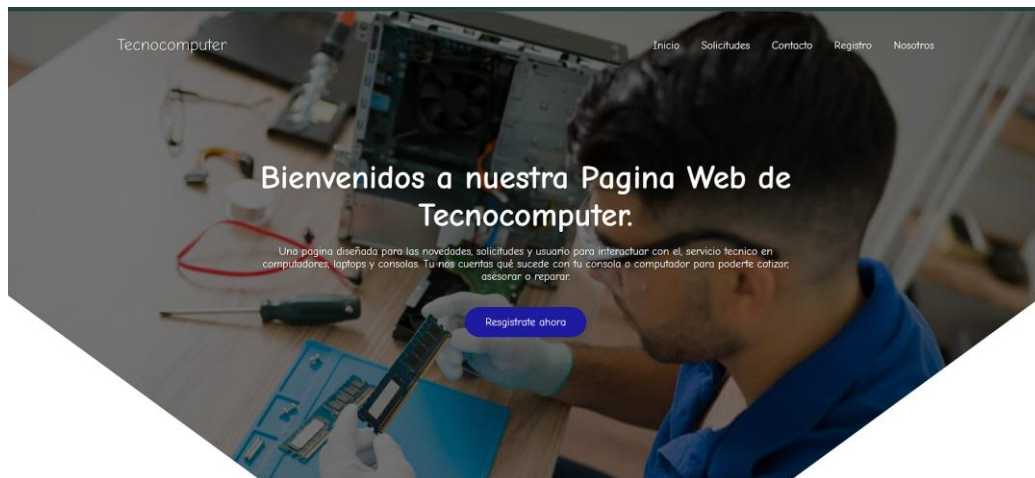 Tecnocomputer
Inicio Solicitudes Contacto Registro Nosotros
Bienvenidos a nuestra Pagina Web de
Tecnocomputer.
Una pagina diseñada para las novedades, solicitudes y usuario para interactuar con el, servicio tecnico en
computadores, laptops y consolas. Tu nos cuentas qué sucede con tu consola o computador para poderte cotizar,
asesorar o reparar.
Resgistrate ahora